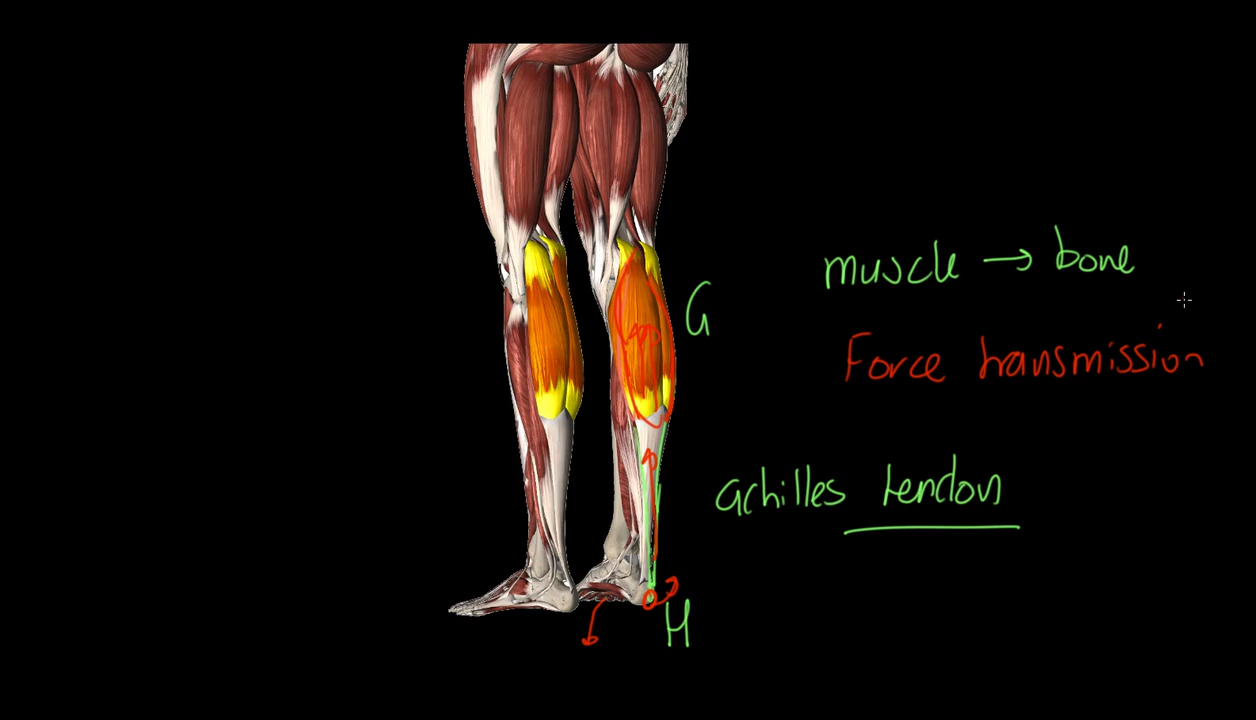 muscle → bone
G
Force transmission
achilles tendon
H